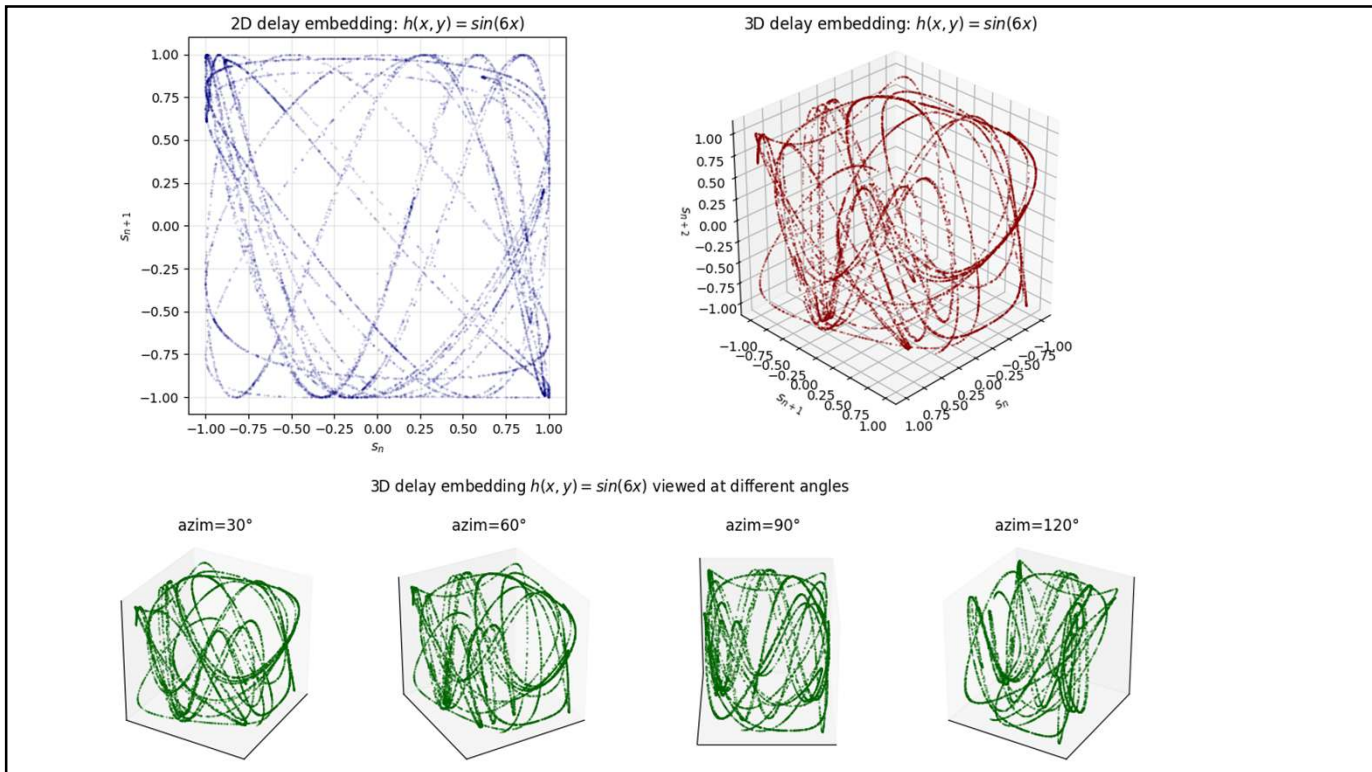 2D delay embedding: h(x, y) = sin(6x)
3D delay embedding: h(x, y) = sin(6x)
1.00
0.75
0.50
0.25
0.00
−0.25
−0.50
−0.75
−1.00
s_{n+1}
−1.00 −0.75 −0.50 −0.25 0.00 0.25 0.50 0.75 1.00
s_n
1.00
0.75
0.50
0.25
0.00
−0.25
−0.50
−0.75
−1.00
s_{n+2}
−1.00
−0.75
−0.50
−0.25
0.00
0.25
0.50
0.75
1.00
s_{n+1}
−1.00
−0.75
−0.50
−0.25
0.00
0.25
0.50
0.75
1.00
s_n
3D delay embedding h(x, y) = sin(6x) viewed at different angles
azim=30°
azim=60°
azim=90°
azim=120°